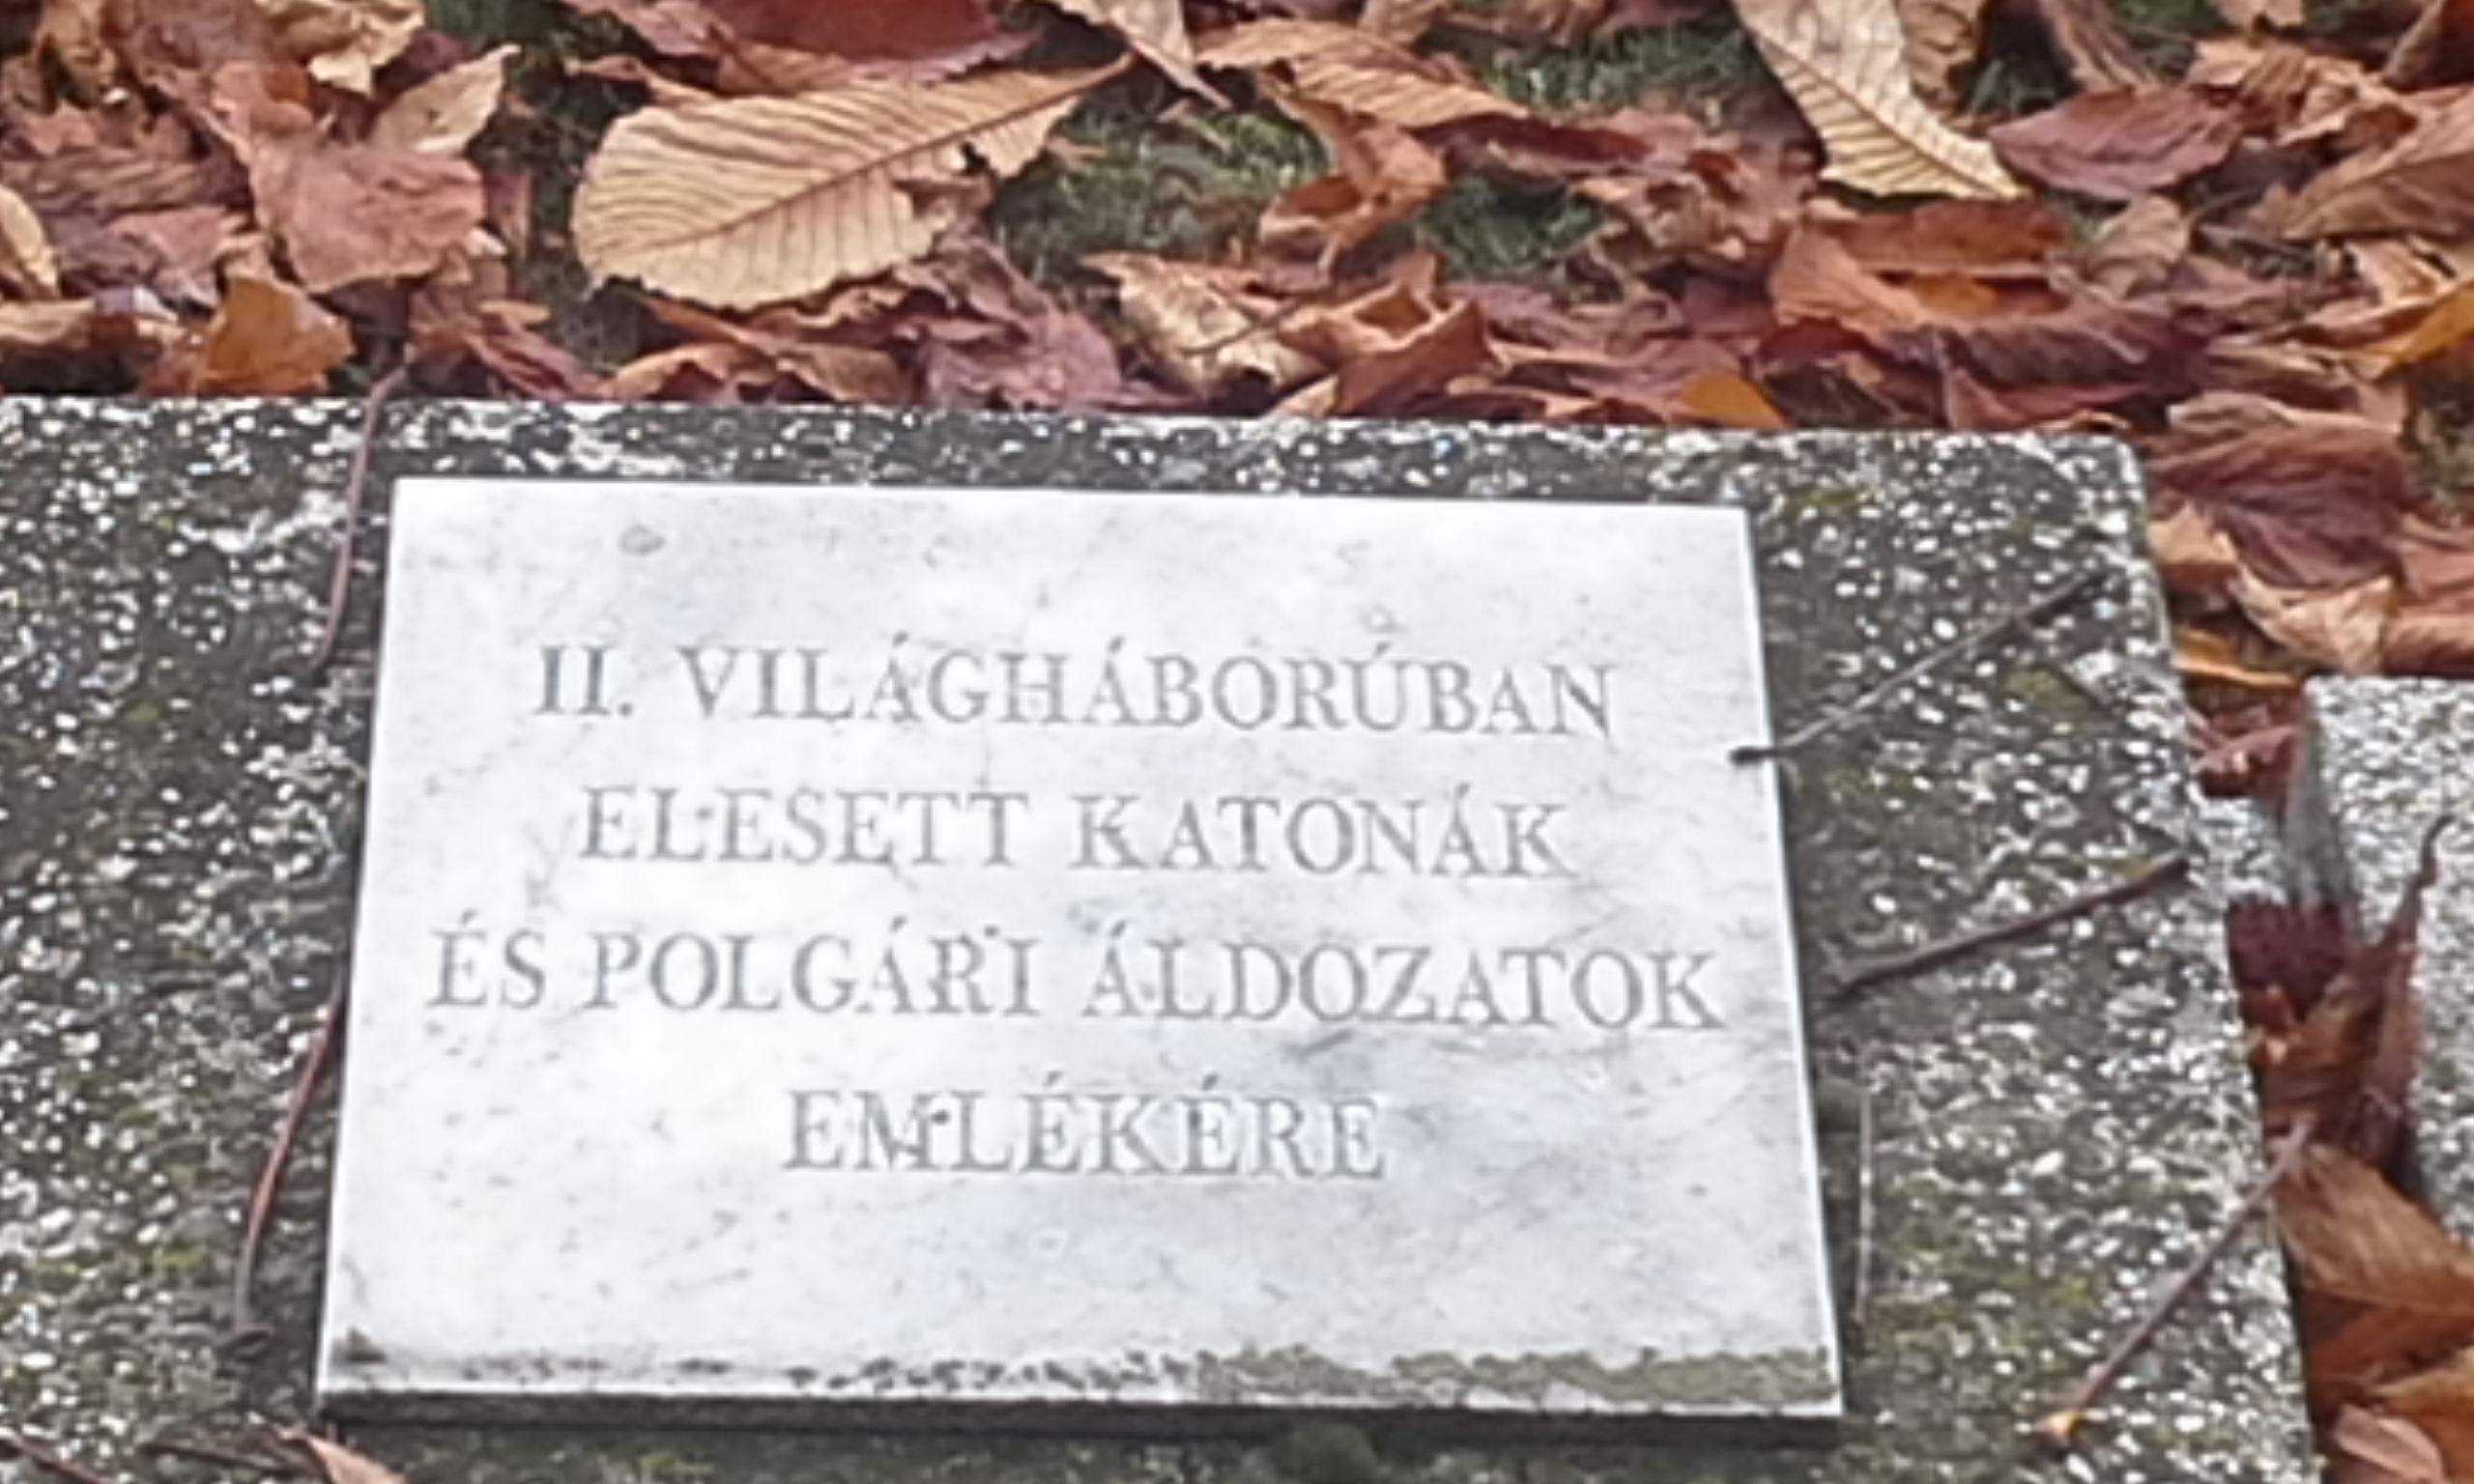 II. VILÁGHÁBORÚBAN
ELESETT KATONÁK
ÉS POLGÁRI ÁLDOZATOK
EMLÉKÉRE